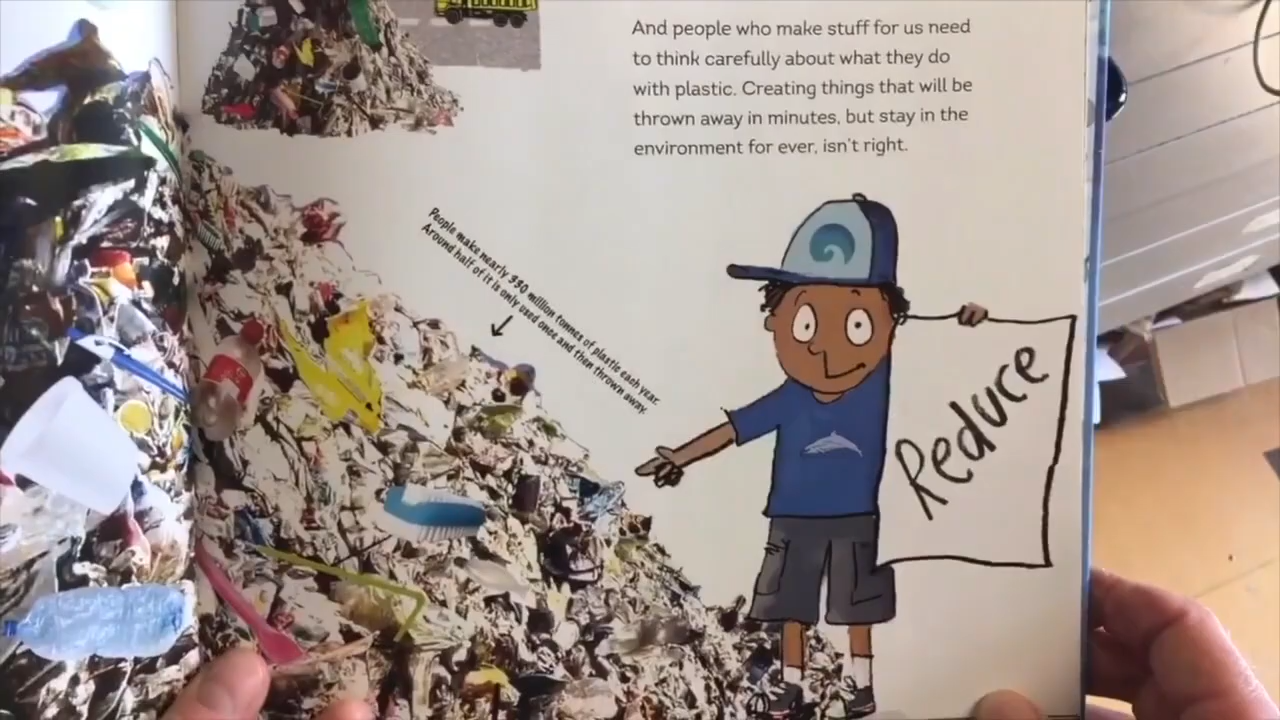 And people who make stuff for us need
to think carefully about what they do
with plastic. Creating things that will be
thrown away in minutes, but stay in the
environment for ever, isn't right.
People make nearly 330 million tonnes of plastic each year.
Around half of it is only used once and then thrown away.
Reduce